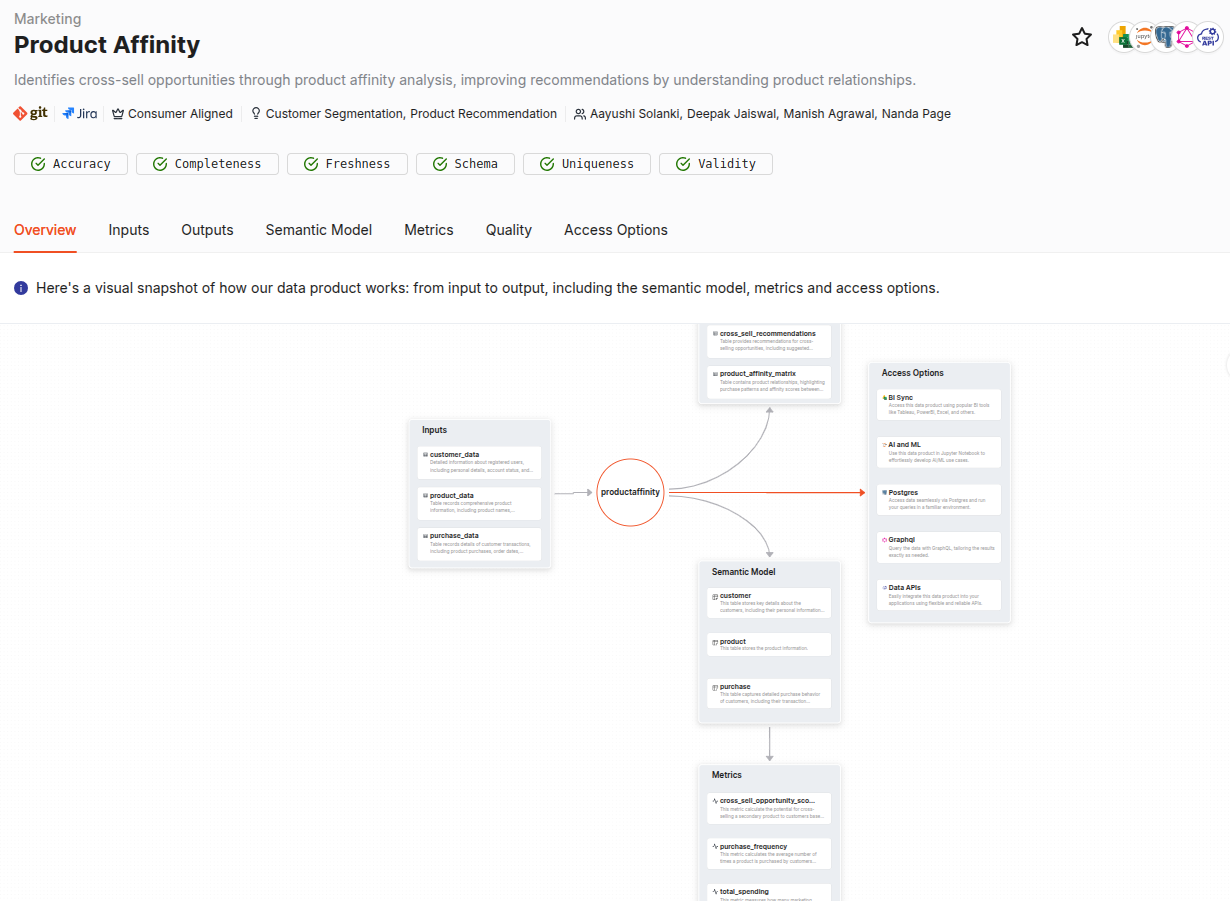 Marketing
Product Affinity
Identifies cross-sell opportunities through product affinity analysis, improving recommendations by understanding product relationships.
git Jira Consumer Aligned Customer Segmentation, Product Recommendation Aayushi Solanki, Deepak Jaiswal, Manish Agrawal, Nanda Page
Accuracy Completeness Freshness Schema Uniqueness Validity
Overview Inputs Outputs Semantic Model Metrics Quality Access Options
Here's a visual snapshot of how our data product works: from input to output, including the semantic model, metrics and access options.
cross_sell_recommendations
Table provides recommendations for cross-
selling opportunities, including suggested...
product_affinity_matrix
Table contains product relationships, highlighting
purchase patterns and affinity scores between...
Inputs
customer_data
Detailed information about registered users,
including personal details, account status, and...
product_data
Table records comprehensive product
information, including product names,...
purchase_data
Table records details of customer transactions,
including product purchases, order dates,...
productaffinity
Access Options
BI Sync
Access this data product using popular BI tools
like Tableau, PowerBI, Excel, and others.
AI and ML
Use this data product in Jupyter Notebook to
effortlessly develop AI/ML use cases.
Postgres
Access data seamlessly via Postgres and run
your queries in a familiar environment.
Graphql
Query the data with GraphQL, tailoring the results
exactly as needed.
Data APIs
Easily integrate this data product into your
applications using flexible and reliable APIs.
Semantic Model
customer
This table stores key details about the
customers, including their personal information...
product
This table stores the product information.
purchase
This table captures detailed purchase behavior
of customers, including their transaction...
Metrics
cross_sell_opportunity_sco...
This metric calculate the potential for cross-
selling a secondary product to customers base...
purchase_frequency
This metric calculates the average number of
times a product is purchased by customers...
total_spending
This metric measures how many marketing